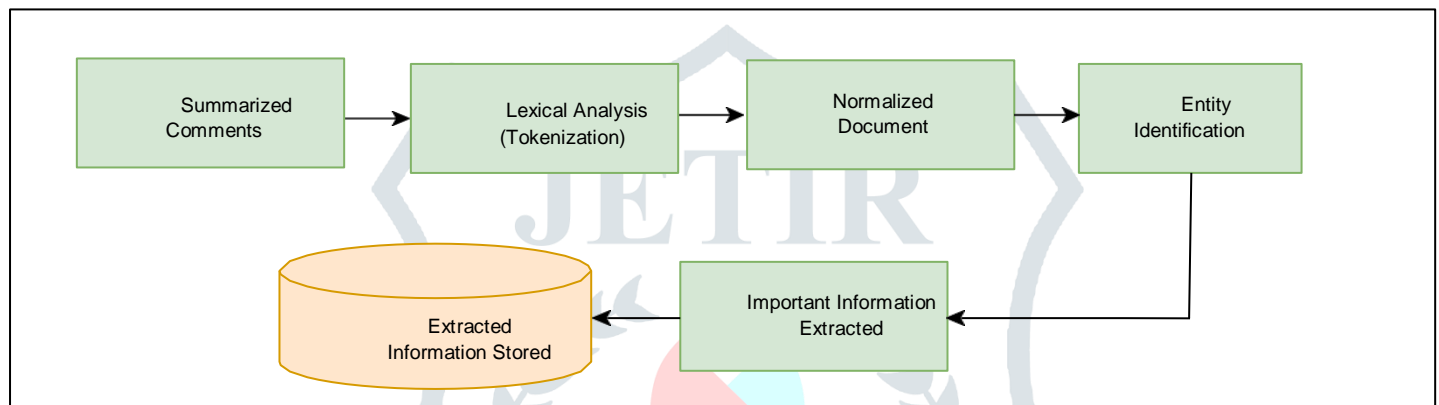 Summarized
Comments
Lexical Analysis
(Tokenization)
Normalized
Document
Entity
Identification
JETIR
Important Information
Extracted
Extracted
Information Stored